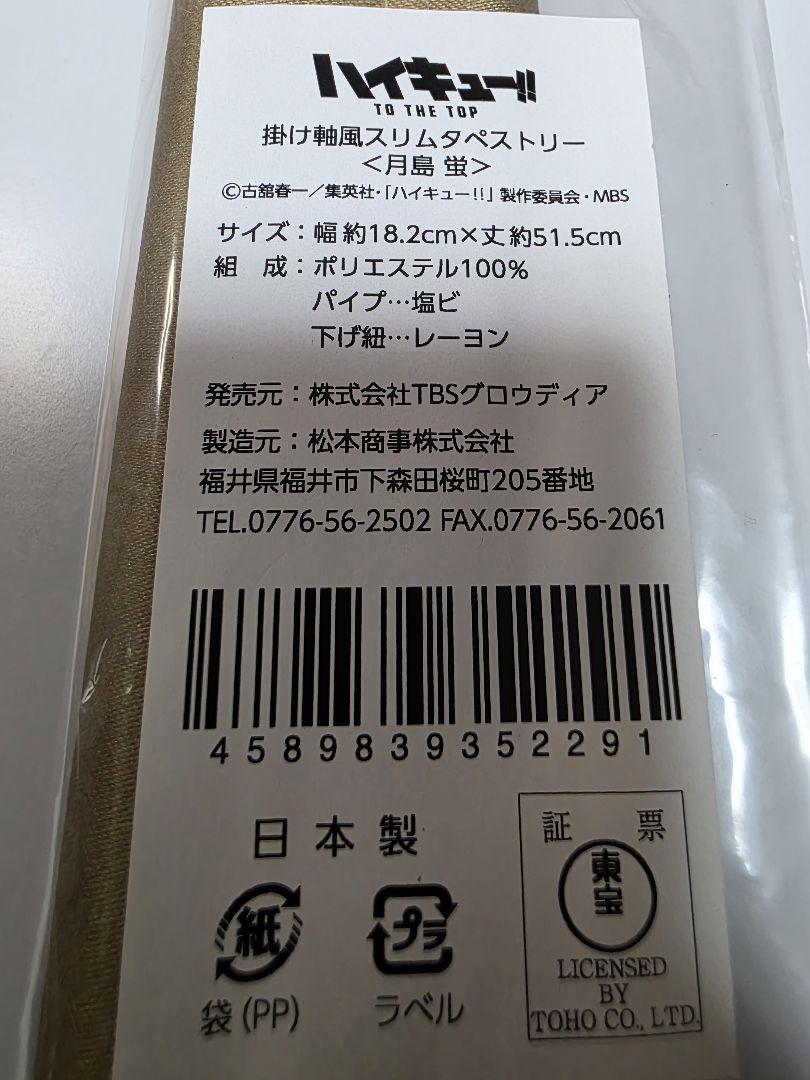 ハイキュー!!
TO THE TOP
掛け軸風スリムタペストリー
＜月島 蛍＞
©古舘春一／集英社・「ハイキュー!!」製作委員会・MBS
サイズ：幅 約18.2cm×丈 約51.5cm
組　成：ポリエステル100%
パイプ…塩ビ
下げ紐…レーヨン
発売元：株式会社TBSグロウディア
製造元：松本商事株式会社
福井県福井市下森田桜町205番地
TEL.0776-56-2502 FAX.0776-56-2061
4589839352291
日本製
紙
袋 (PP)
プラ
ラベル
証 票
東宝
LICENSED
BY
TOHO CO., LTD.